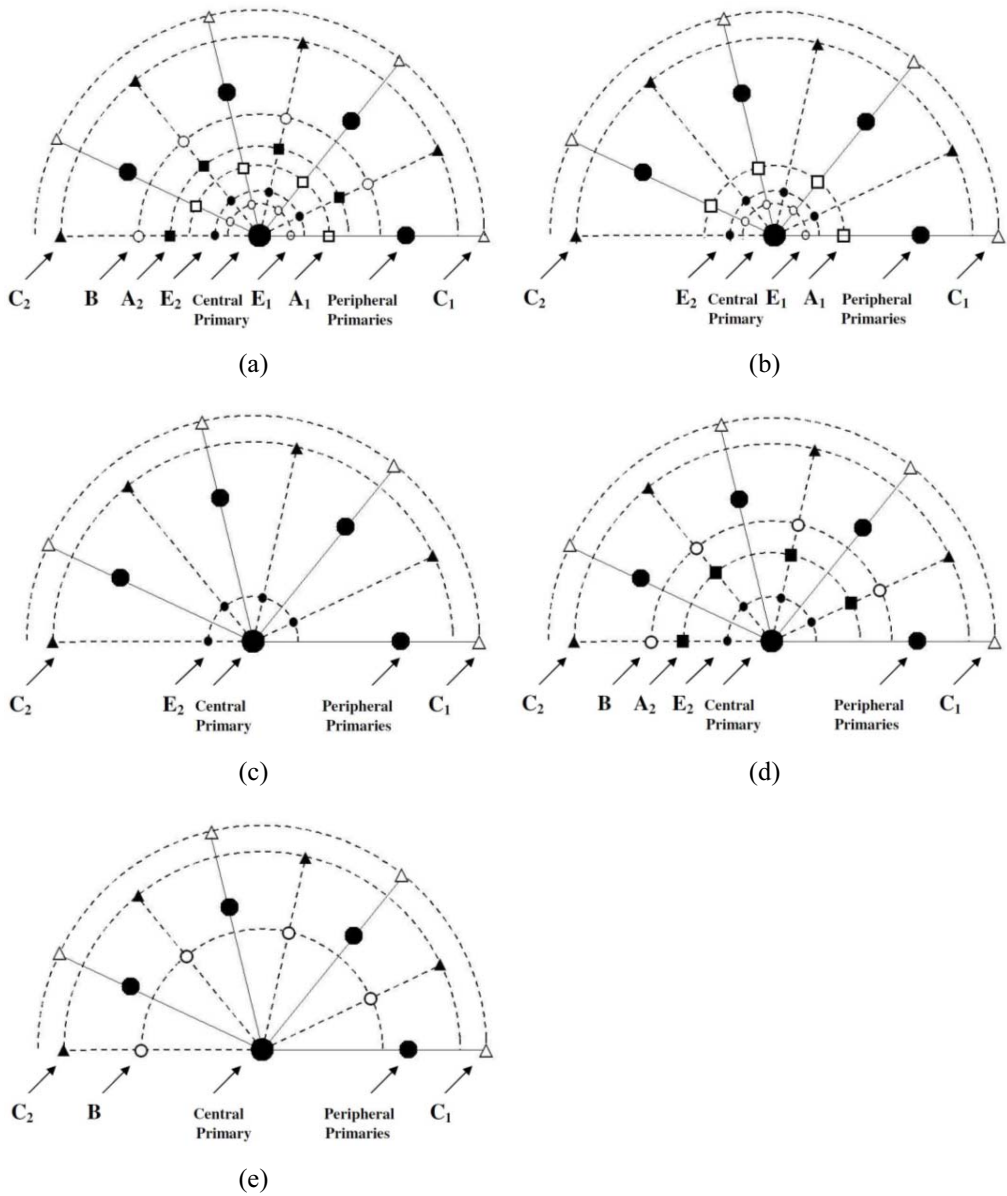 C₂ B A₂ E₂ Central Primary E₁ A₁ Peripheral Primaries C₁
(a)
C₂ E₂ Central Primary E₁ A₁ Peripheral Primaries C₁
(b)
C₂ E₂ Central Primary Peripheral Primaries C₁
(c)
C₂ B A₂ E₂ Central Primary Peripheral Primaries C₁
(d)
C₂ B Central Primary Peripheral Primaries C₁
(e)